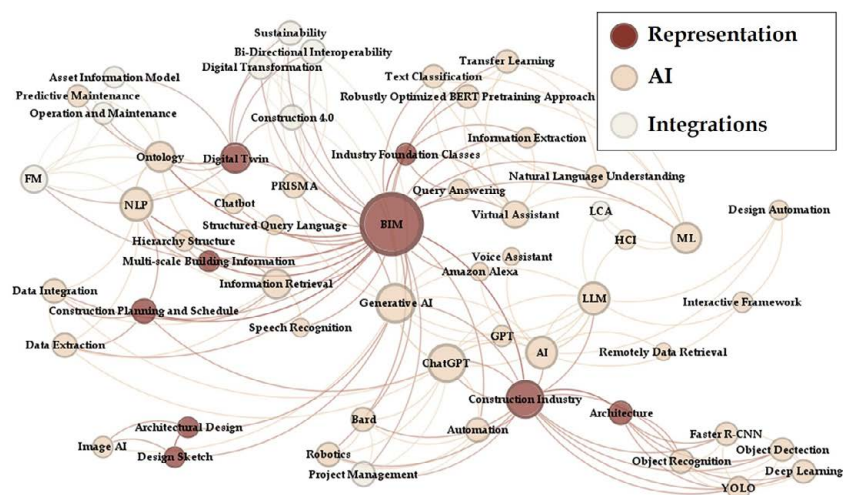 Sustainability
Bi-Directional Interoperability
Digital Transformation
Asset Information Model
Predictive Maintenance
Operation and Maintenance
Construction 4.0
Text Classification
Transfer Learning
Robustly Optimized BERT Pretraining Approach
Representation
AI
Integrations
Information Extraction
Industry Foundation Classes
Ontology
Digital Twin
FM
PRISMA
Natural Language Understanding
Query Answering
NLP
Chatbot
Structured Query Language
BIM
Virtual Assistant
LCA
Design Automation
Hierarchy Structure
HCI
ML
Multi-scale Building Information
Voice Assistant
Amazon Alexa
Data Integration
Information Retrieval
Construction Planning and Schedule
Generative AI
LLM
Interactive Framework
Speech Recognition
Data Extraction
GPT
AI
Remotely Data Retrieval
ChatGPT
Construction Industry
Architecture
Architectural Design
Bard
Automation
Faster R-CNN
Image AI
Design Sketch
Robotics
Object Recognition
Object Dectection
Project Management
Deep Learning
YOLO